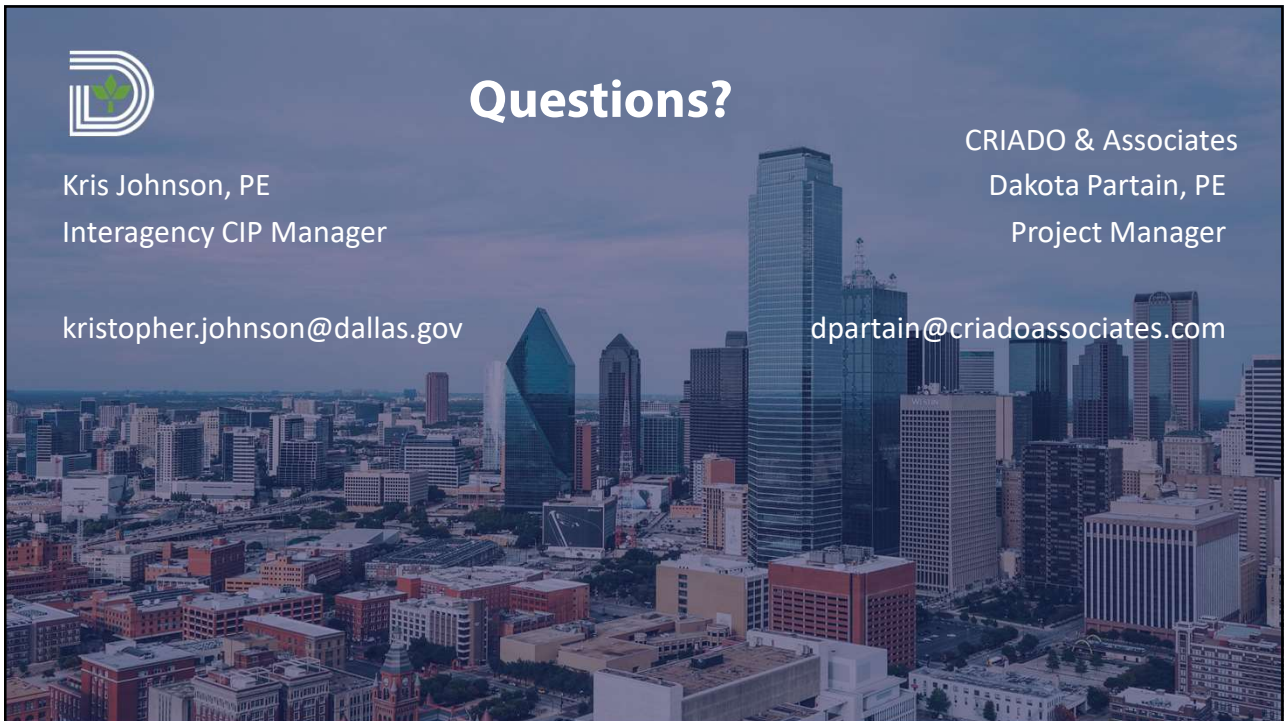 Questions?
Kris Johnson, PE
Interagency CIP Manager
kristopher.johnson@dallas.gov
CRIADO & Associates
Dakota Partain, PE
Project Manager
dpartain@criadoassociates.com
WESTIN